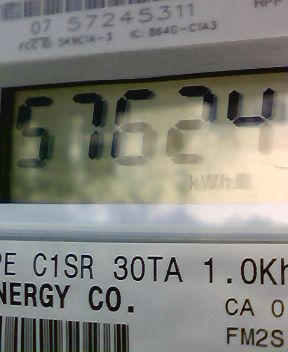 07 57245311
FCC ID: SK9CIA-3 IC: 864G-C1A3
57624
kWh
PE C1SR 30TA 1.0Kh
NERGY CO.
CA 0
FM2S